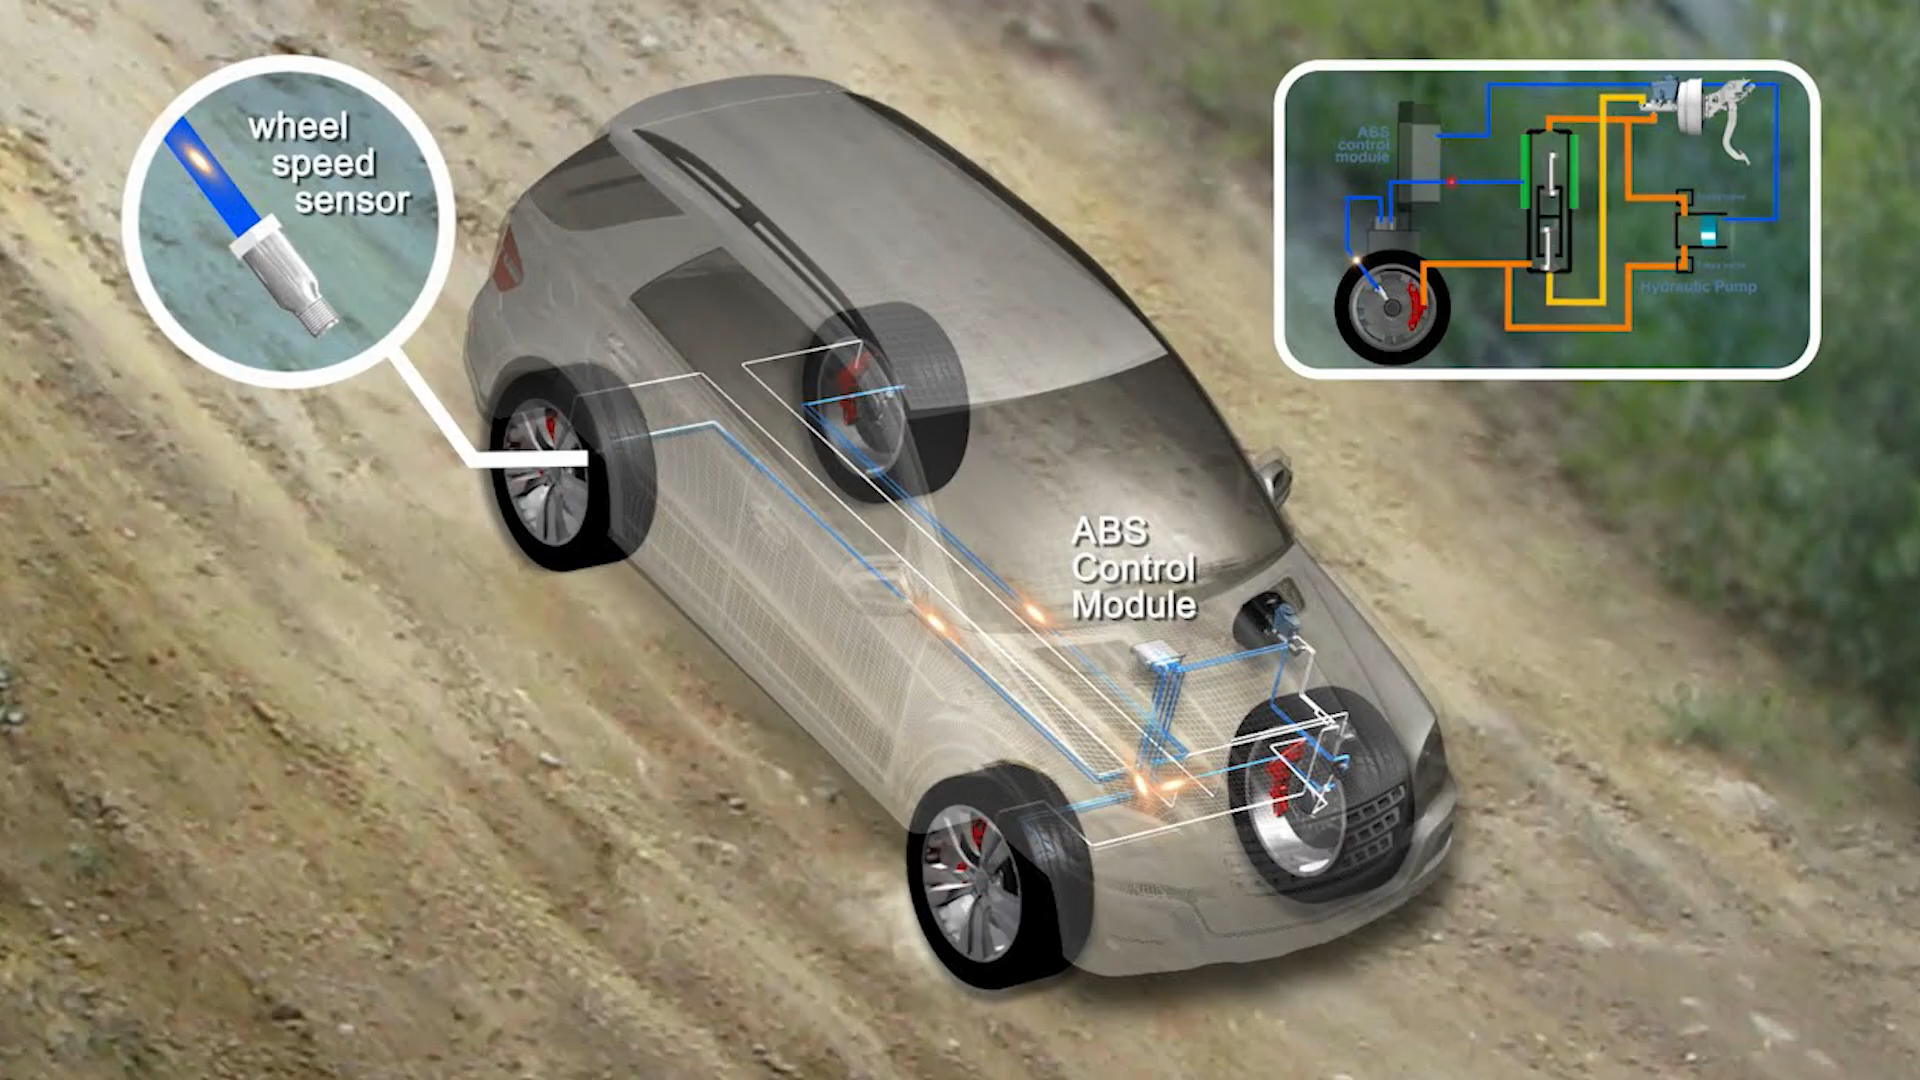 wheel
speed
sensor
ABS
control
module
Hydraulic Pump
ABS
Control
Module